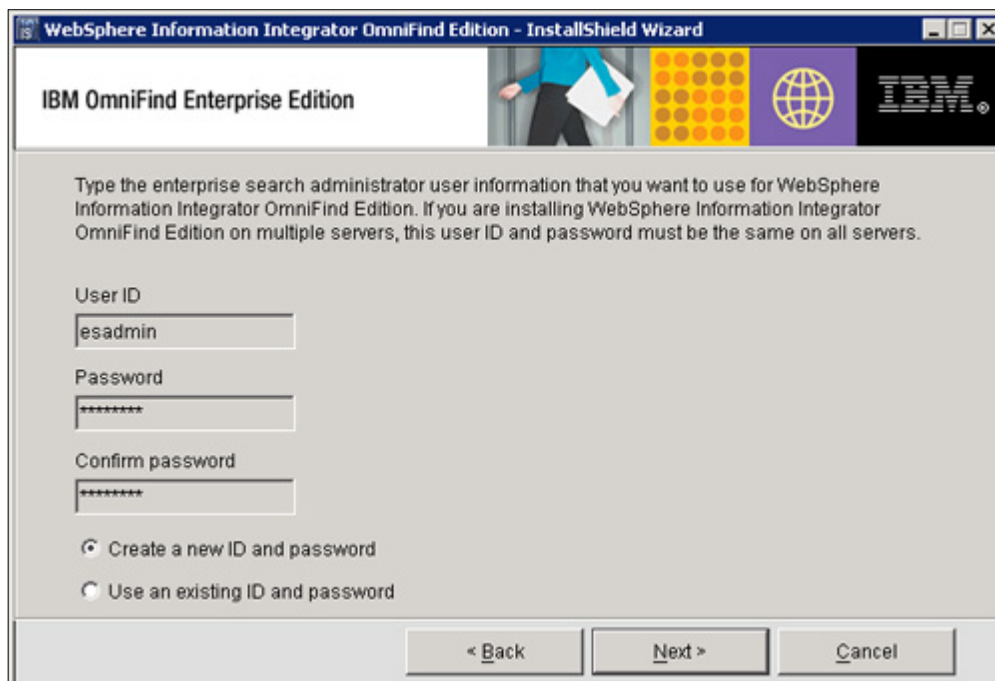 WebSphere Information Integrator OmniFind Edition - InstallShield Wizard
IBM OmniFind Enterprise Edition
IBM®
Type the enterprise search administrator user information that you want to use for WebSphere
Information Integrator OmniFind Edition. If you are installing WebSphere Information Integrator
OmniFind Edition on multiple servers, this user ID and password must be the same on all servers.
User ID
esadmin
Password
********
Confirm password
********
Create a new ID and password
Use an existing ID and password
< Back
Next >
Cancel